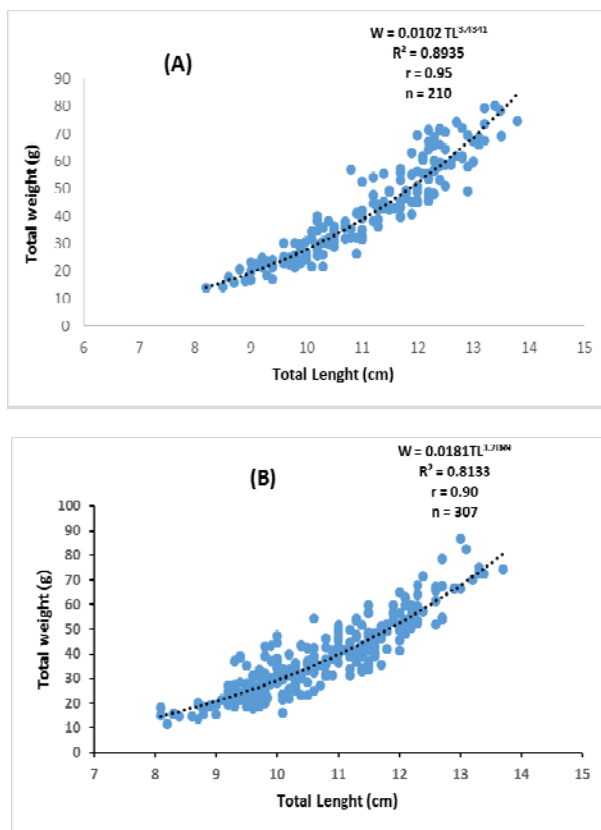 W = 0.0102 TL^3.4341
(A)
R² = 0.8935
r = 0.95
n = 210
90
80
70
60
50
40
30
20
10
0
Total weight (g)
6 7 8 9 10 11 12 13 14 15
Total Lenght (cm)
W = 0.0181TL
(B)
R² = 0.8133
r = 0.90
n = 307
100
90
80
70
60
50
40
30
20
10
0
Total weight (g)
7 8 9 10 11 12 13 14 15
Total Lenght (cm)